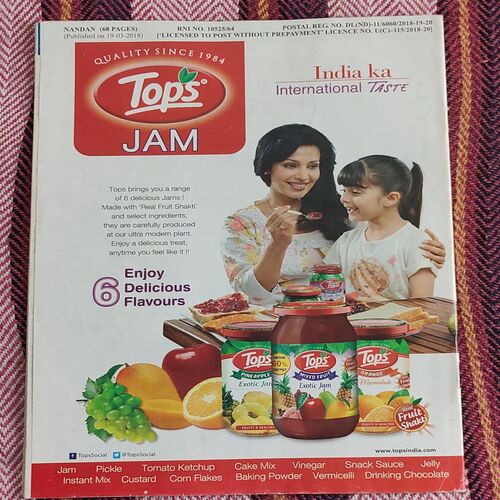 NANDAN (68 PAGES) RNI NO. 10525/64 POSTAL REG. NO. DL(ND)-11/6060/2018-19-20
(Published on 19-03-2018) ['LICENSED TO POST WITHOUT PREPAYMENT' LICENCE NO. U(C)-115/2018-20]
QUALITY SINCE 1984
Tops
JAM
India ka
International TASTE
Tops brings you a range
of 6 delicious Jams !
Made with 'Real Fruit Shakti'
and select ingredients,
they are carefully produced
at our ultra modern plant.
Enjoy a delicious treat,
anytime you feel like it !!
6 Enjoy
Delicious
Flavours
Tops
PINEAPPLE
Exotic Jam
FRUITY & HEALTHY
50%
Tops
MIXED FRUIT
Exotic Jam
FRUITY & HEALTHY
Tops
ORANGE
Marmalade
Fruit
Shakti
TopsSocial @TopsSocial
www.topsindia.com
Jam Pickle Tomato Ketchup Cake Mix Vinegar Snack Sauce Jelly
Instant Mix Custard Corn Flakes Baking Powder Vermicelli Drinking Chocolate